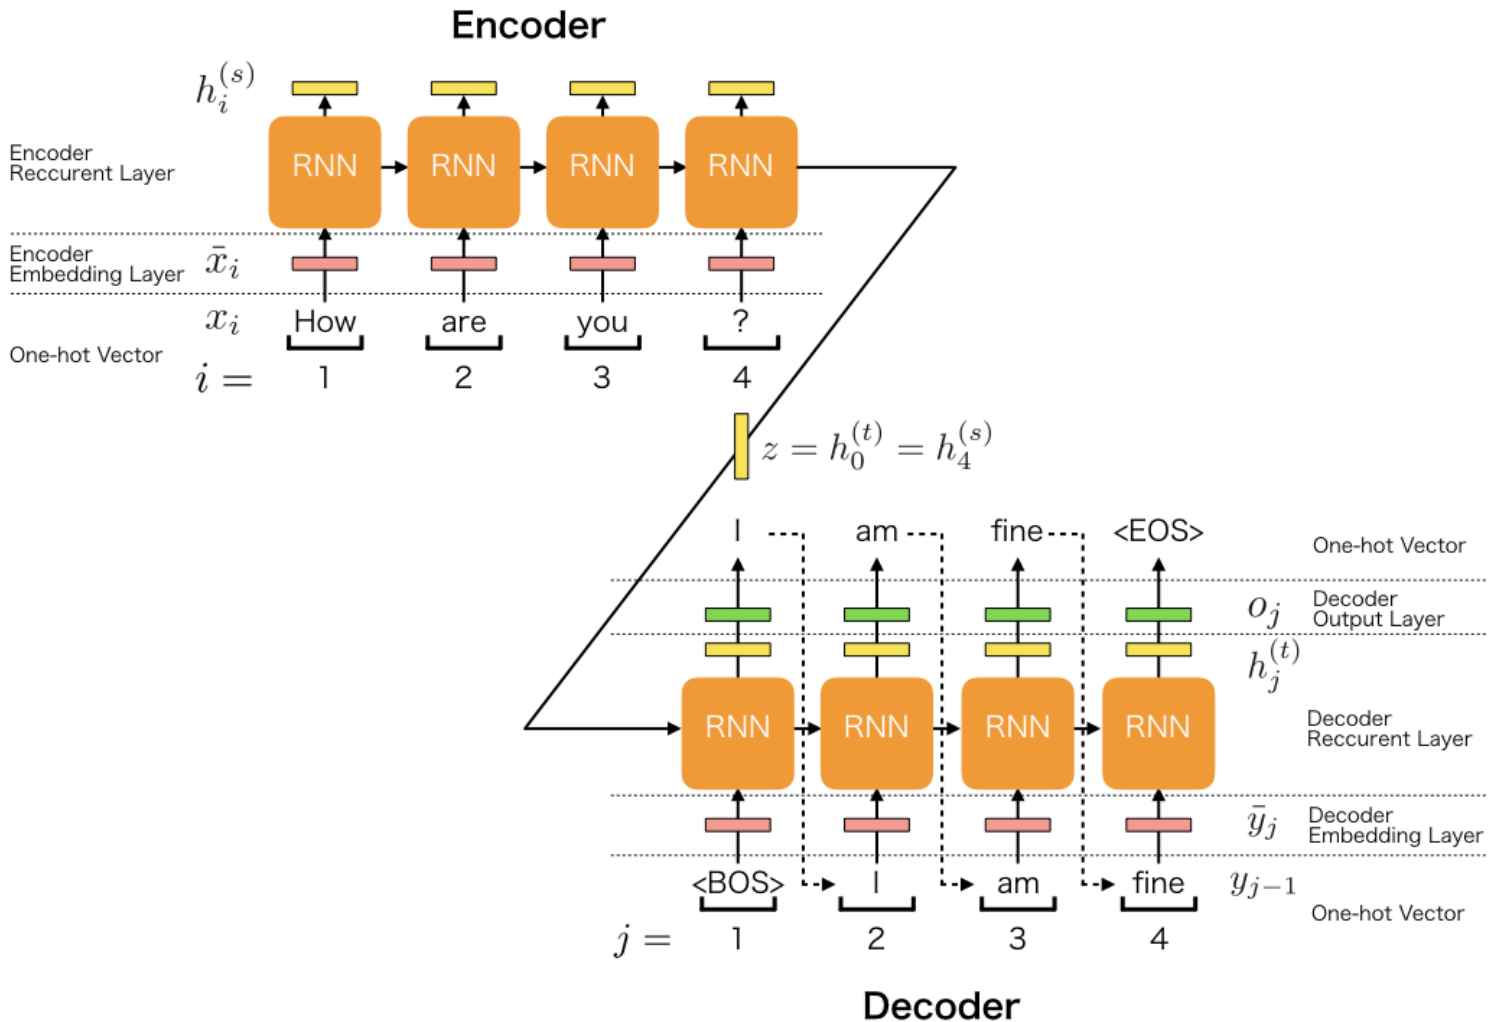 Encoder
h_i^{(s)}
Encoder
Reccurent Layer
RNN RNN RNN RNN
Encoder
Embedding Layer
x̄_i
x_i How are you ?
One-hot Vector
i = 1 2 3 4
z = h_0^{(t)} = h_4^{(s)}
I am fine <EOS>
One-hot Vector
o_j
Decoder
Output Layer
h_j^{(t)}
RNN RNN RNN RNN
Decoder
Reccurent Layer
ȳ_j
Decoder
Embedding Layer
<BOS> I am fine y_{j−1}
One-hot Vector
j = 1 2 3 4
Decoder